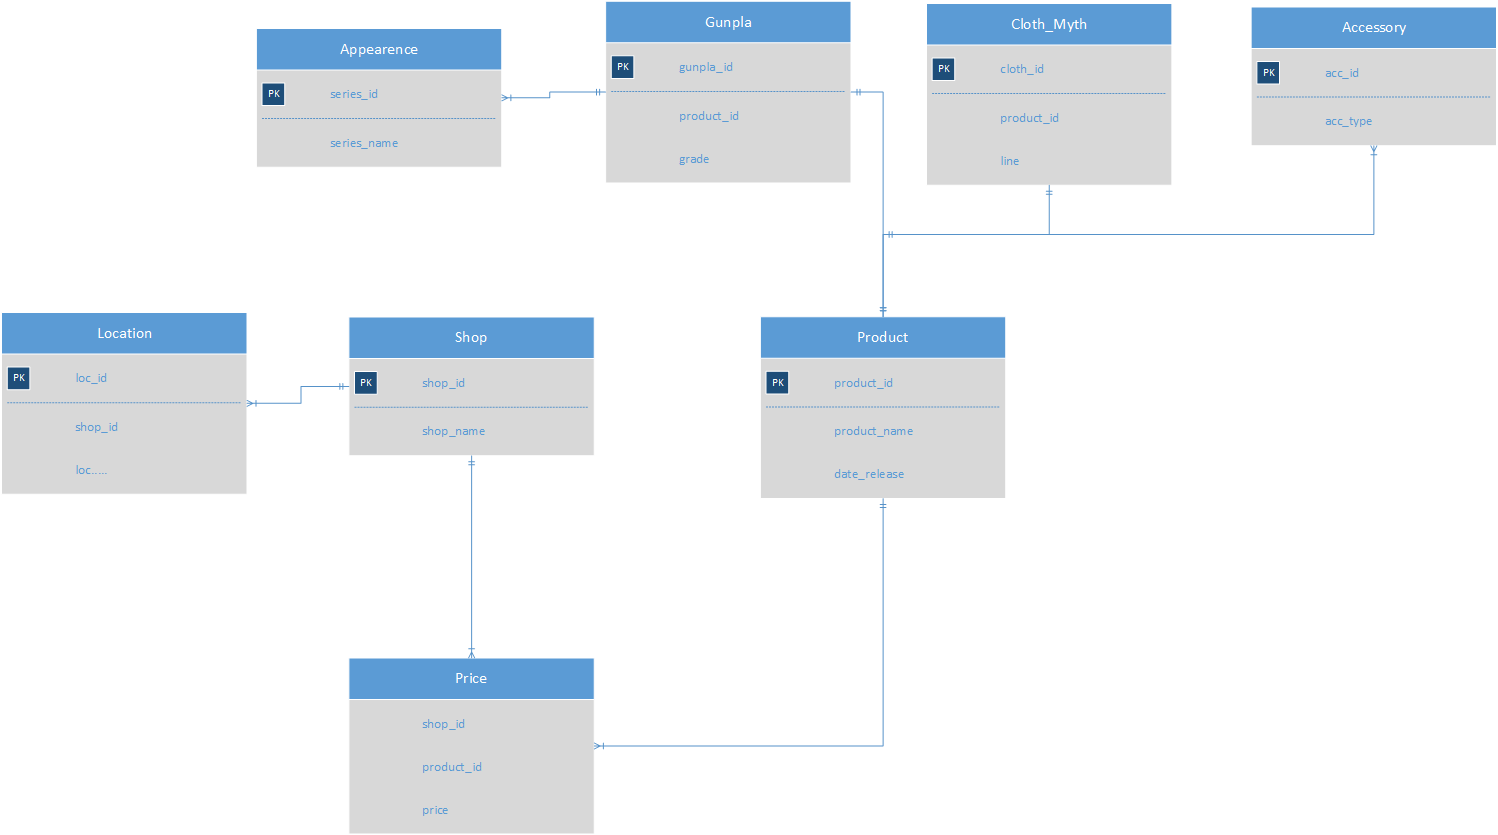 Appearence
PK series_id
series_name
Gunpla
PK gunpla_id
product_id
grade
Cloth_Myth
PK cloth_id
product_id
line
Accessory
PK acc_id
acc_type
Location
PK loc_id
shop_id
loc.....
Shop
PK shop_id
shop_name
Product
PK product_id
product_name
date_release
Price
shop_id
product_id
price